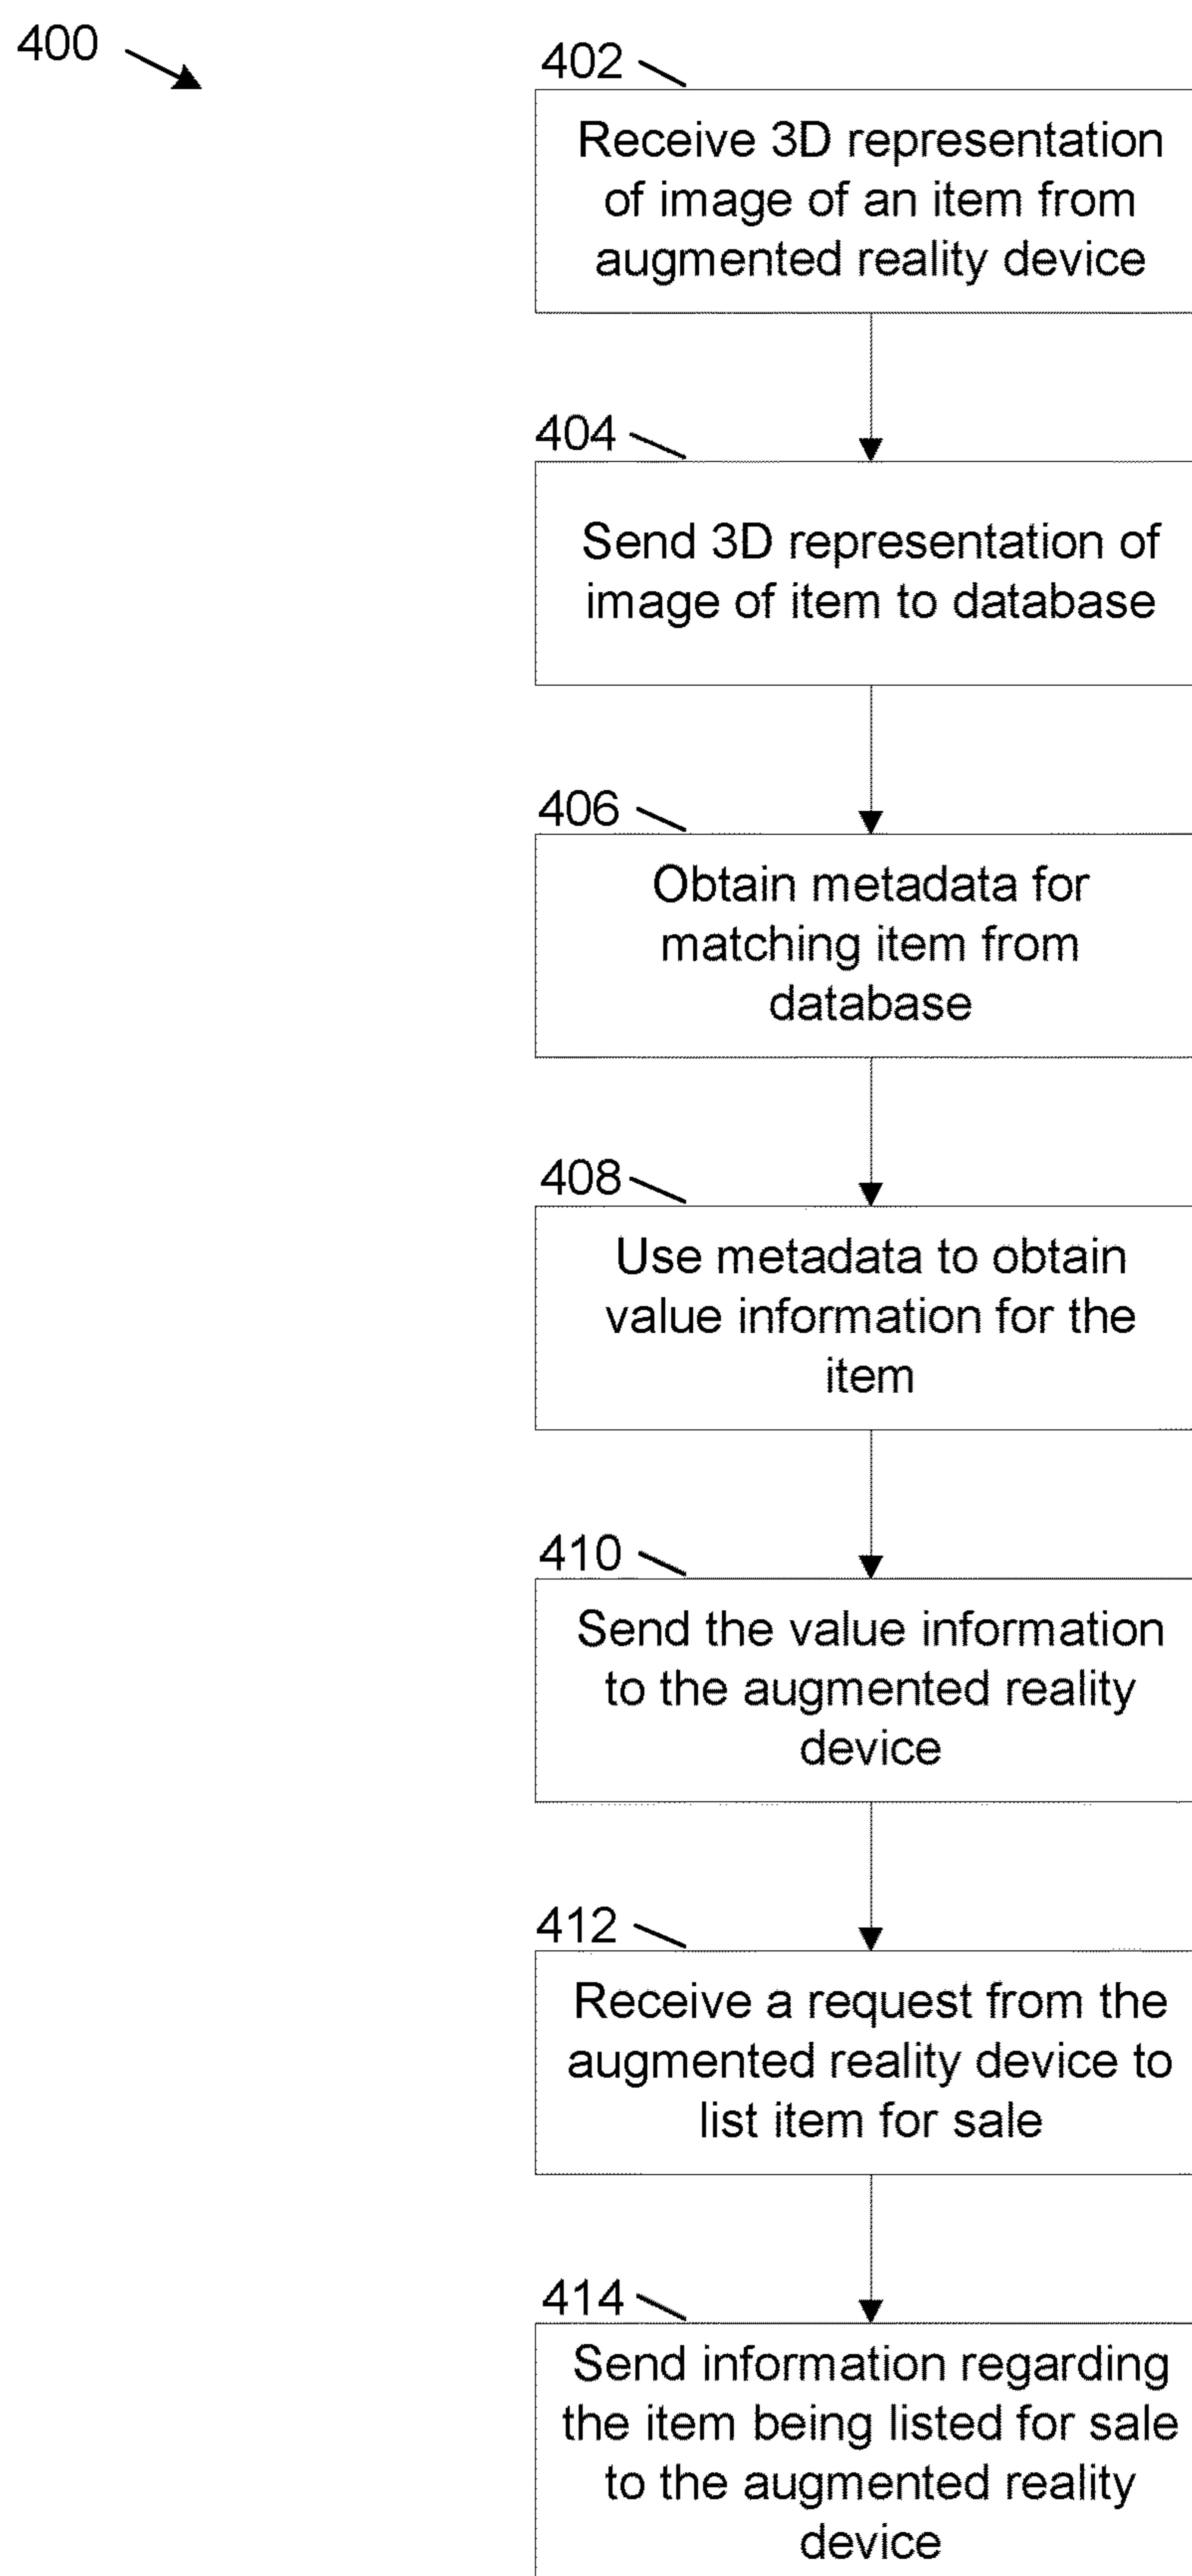 400
402
Receive 3D representation
of image of an item from
augmented reality device
404
Send 3D representation of
image of item to database
406
Obtain metadata for
matching item from
database
408
Use metadata to obtain
value information for the
item
410
Send the value information
to the augmented reality
device
412
Receive a request from the
augmented reality device to
list item for sale
414
Send information regarding
the item being listed for sale
to the augmented reality
device